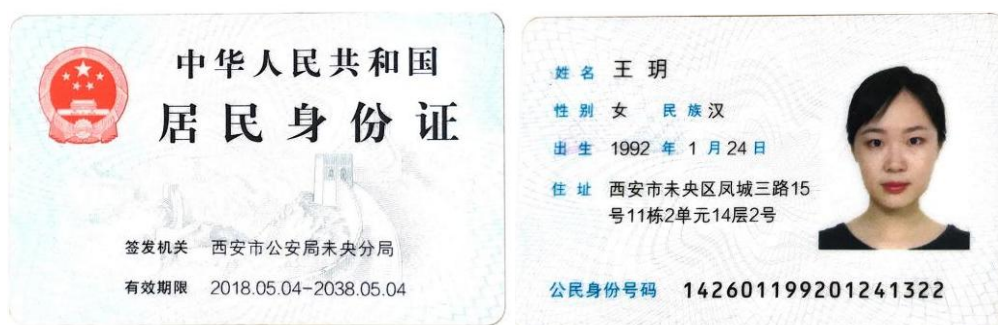 中华人民共和国
居民身份证
签发机关 西安市公安局未央分局
有效期限 2018.05.04-2038.05.04
姓名 王玥
性别 女 民族 汉
出生 1992 年 1 月 24 日
住址 西安市未央区凤城三路15
号11栋2单元14层2号
公民身份号码 142601199201241322